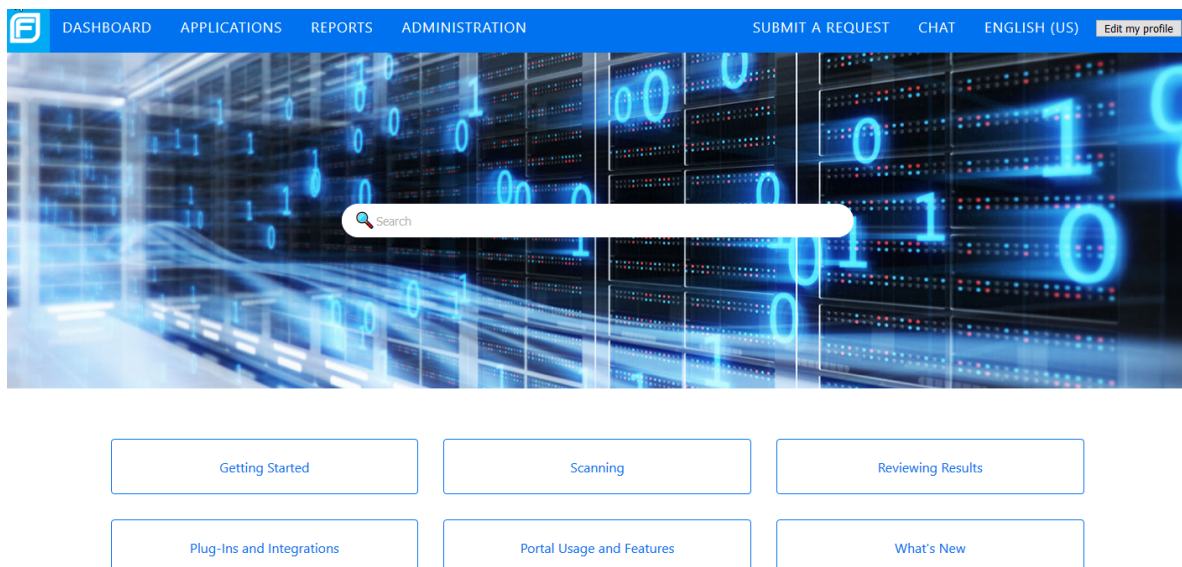 DASHBOARD APPLICATIONS REPORTS ADMINISTRATION SUBMIT A REQUEST CHAT ENGLISH (US) Edit my profile
Search
Getting Started Scanning Reviewing Results
Plug-Ins and Integrations Portal Usage and Features What's New